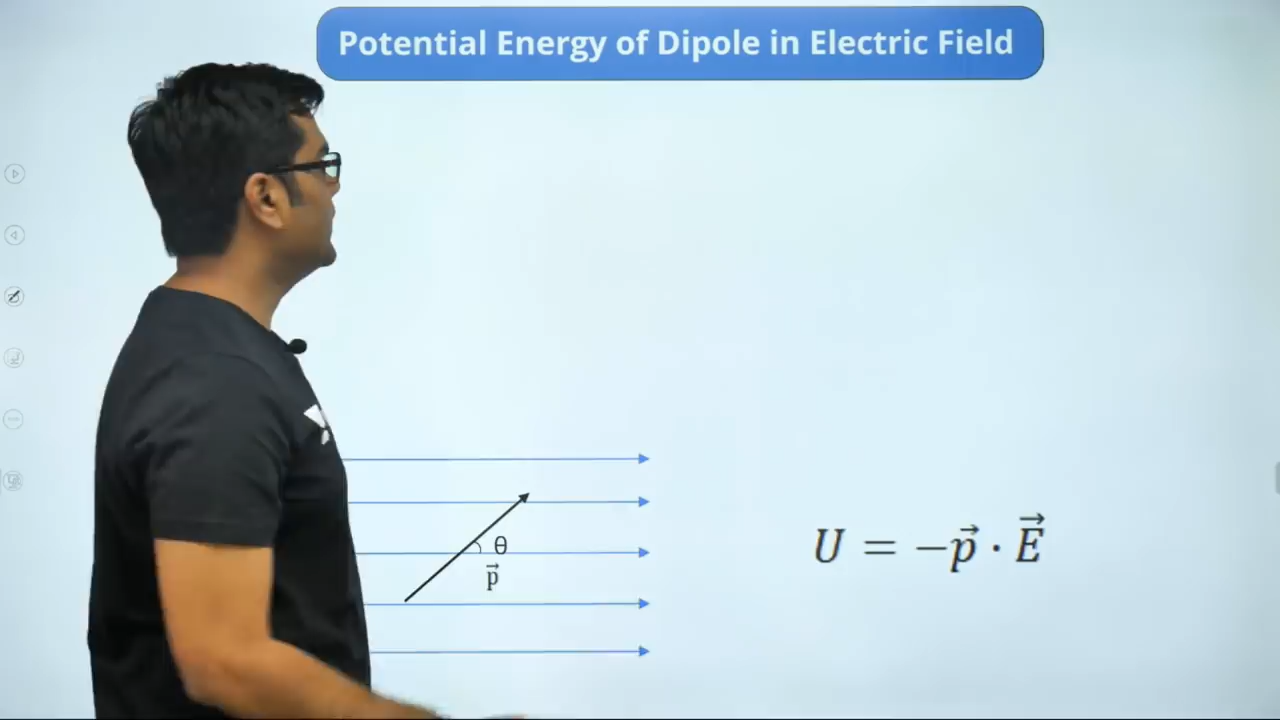 Potential Energy of Dipole in Electric Field
θ
p⃗
U = −p⃗ · E⃗